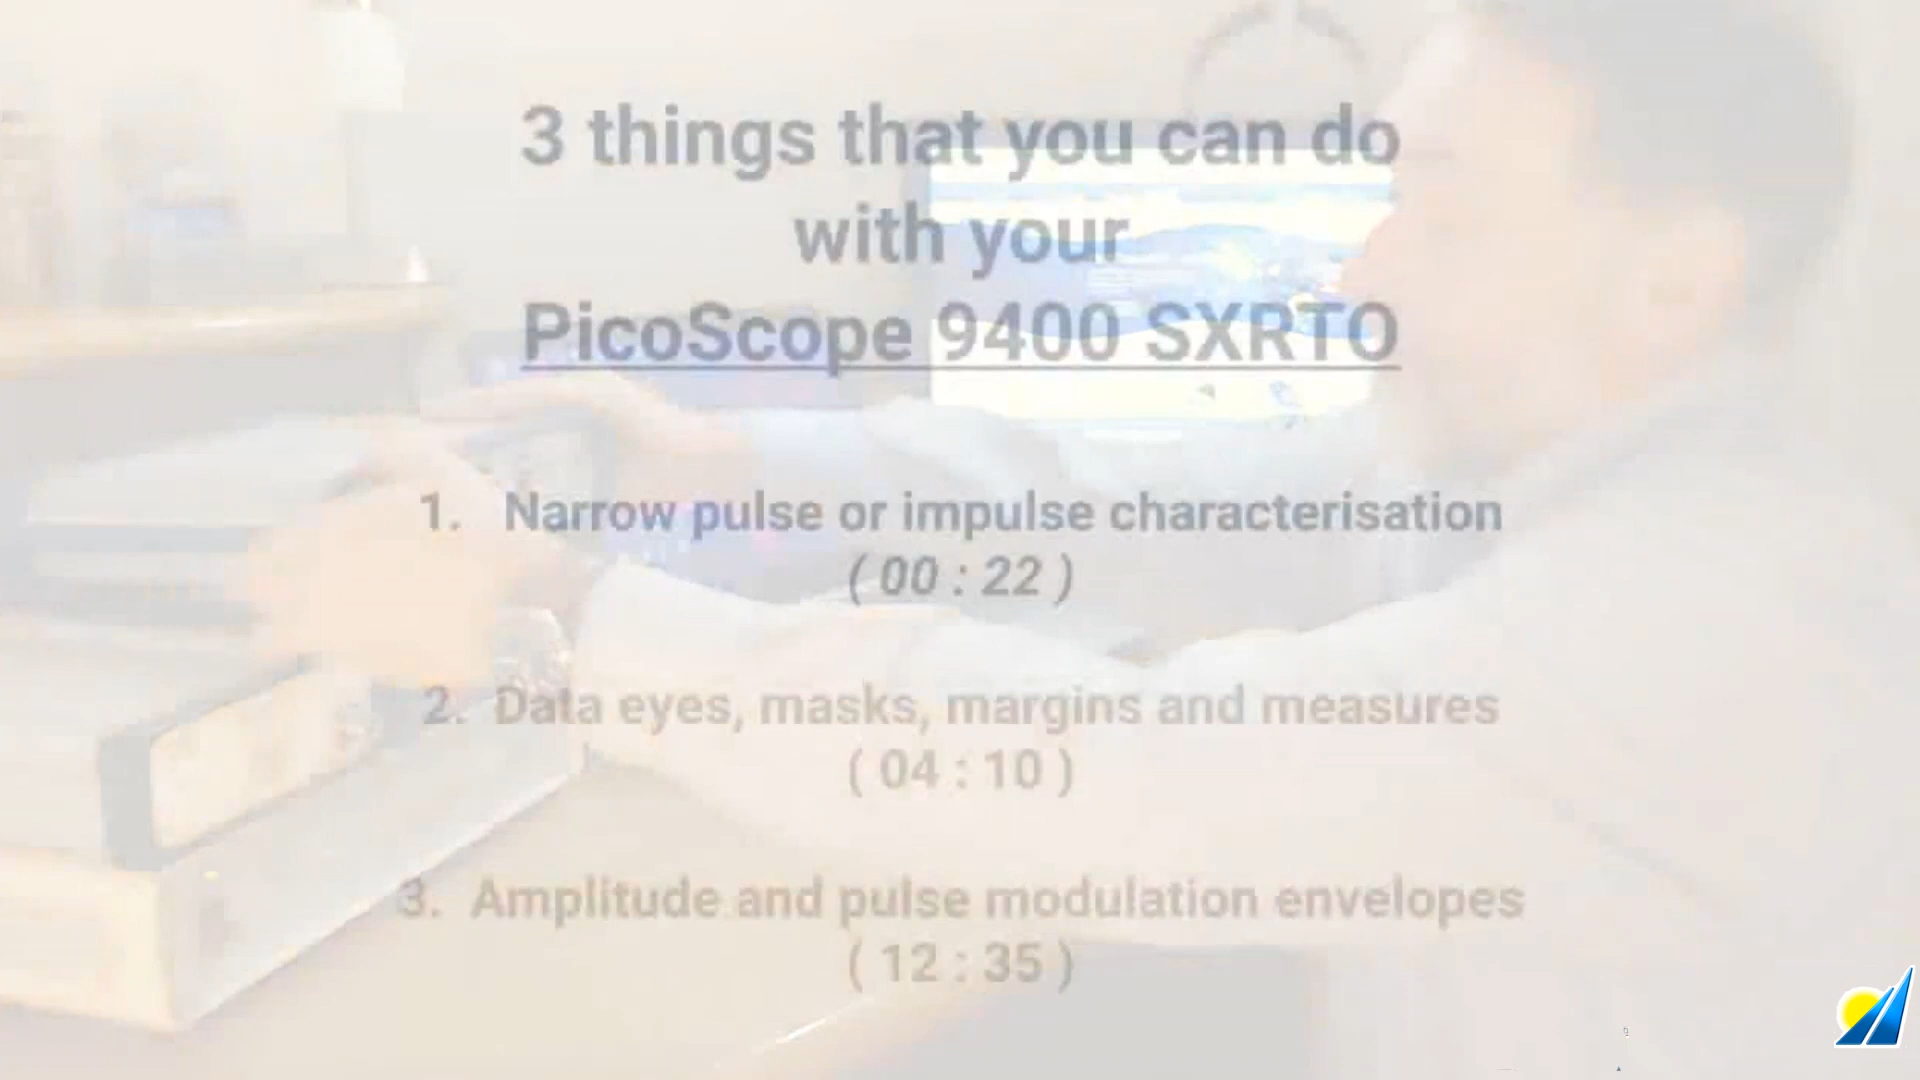 3 things that you can do
with your
PicoScope 9400 SXRTO
1. Narrow pulse or impulse characterisation
( 00 : 22 )
2. Data eyes, masks, margins and measures
( 04 : 10 )
3. Amplitude and pulse modulation envelopes
( 12 : 35 )